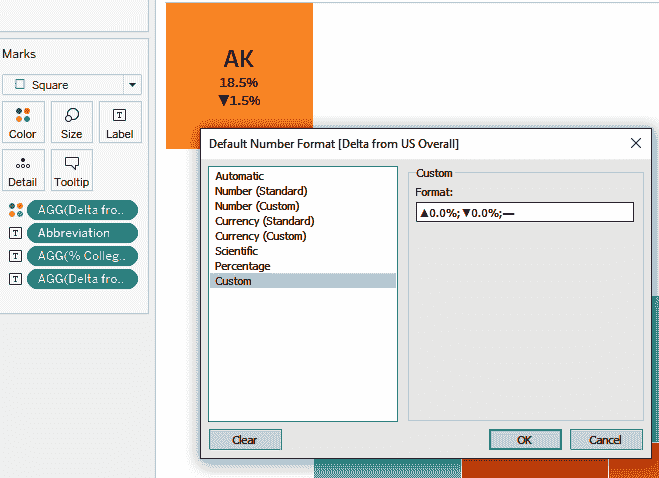 Marks
Square
Color
Size
Label
Detail
Tooltip
AGG(Delta fro..
Abbreviation
AGG(% Colleg..
AGG(Delta fro..
AK
18.5%
▼1.5%
Default Number Format [Delta from US Overall]
Automatic
Number (Standard)
Number (Custom)
Currency (Standard)
Currency (Custom)
Scientific
Percentage
Custom
Custom
Format:
▲0.0%;▼0.0%;—
Clear
OK
Cancel